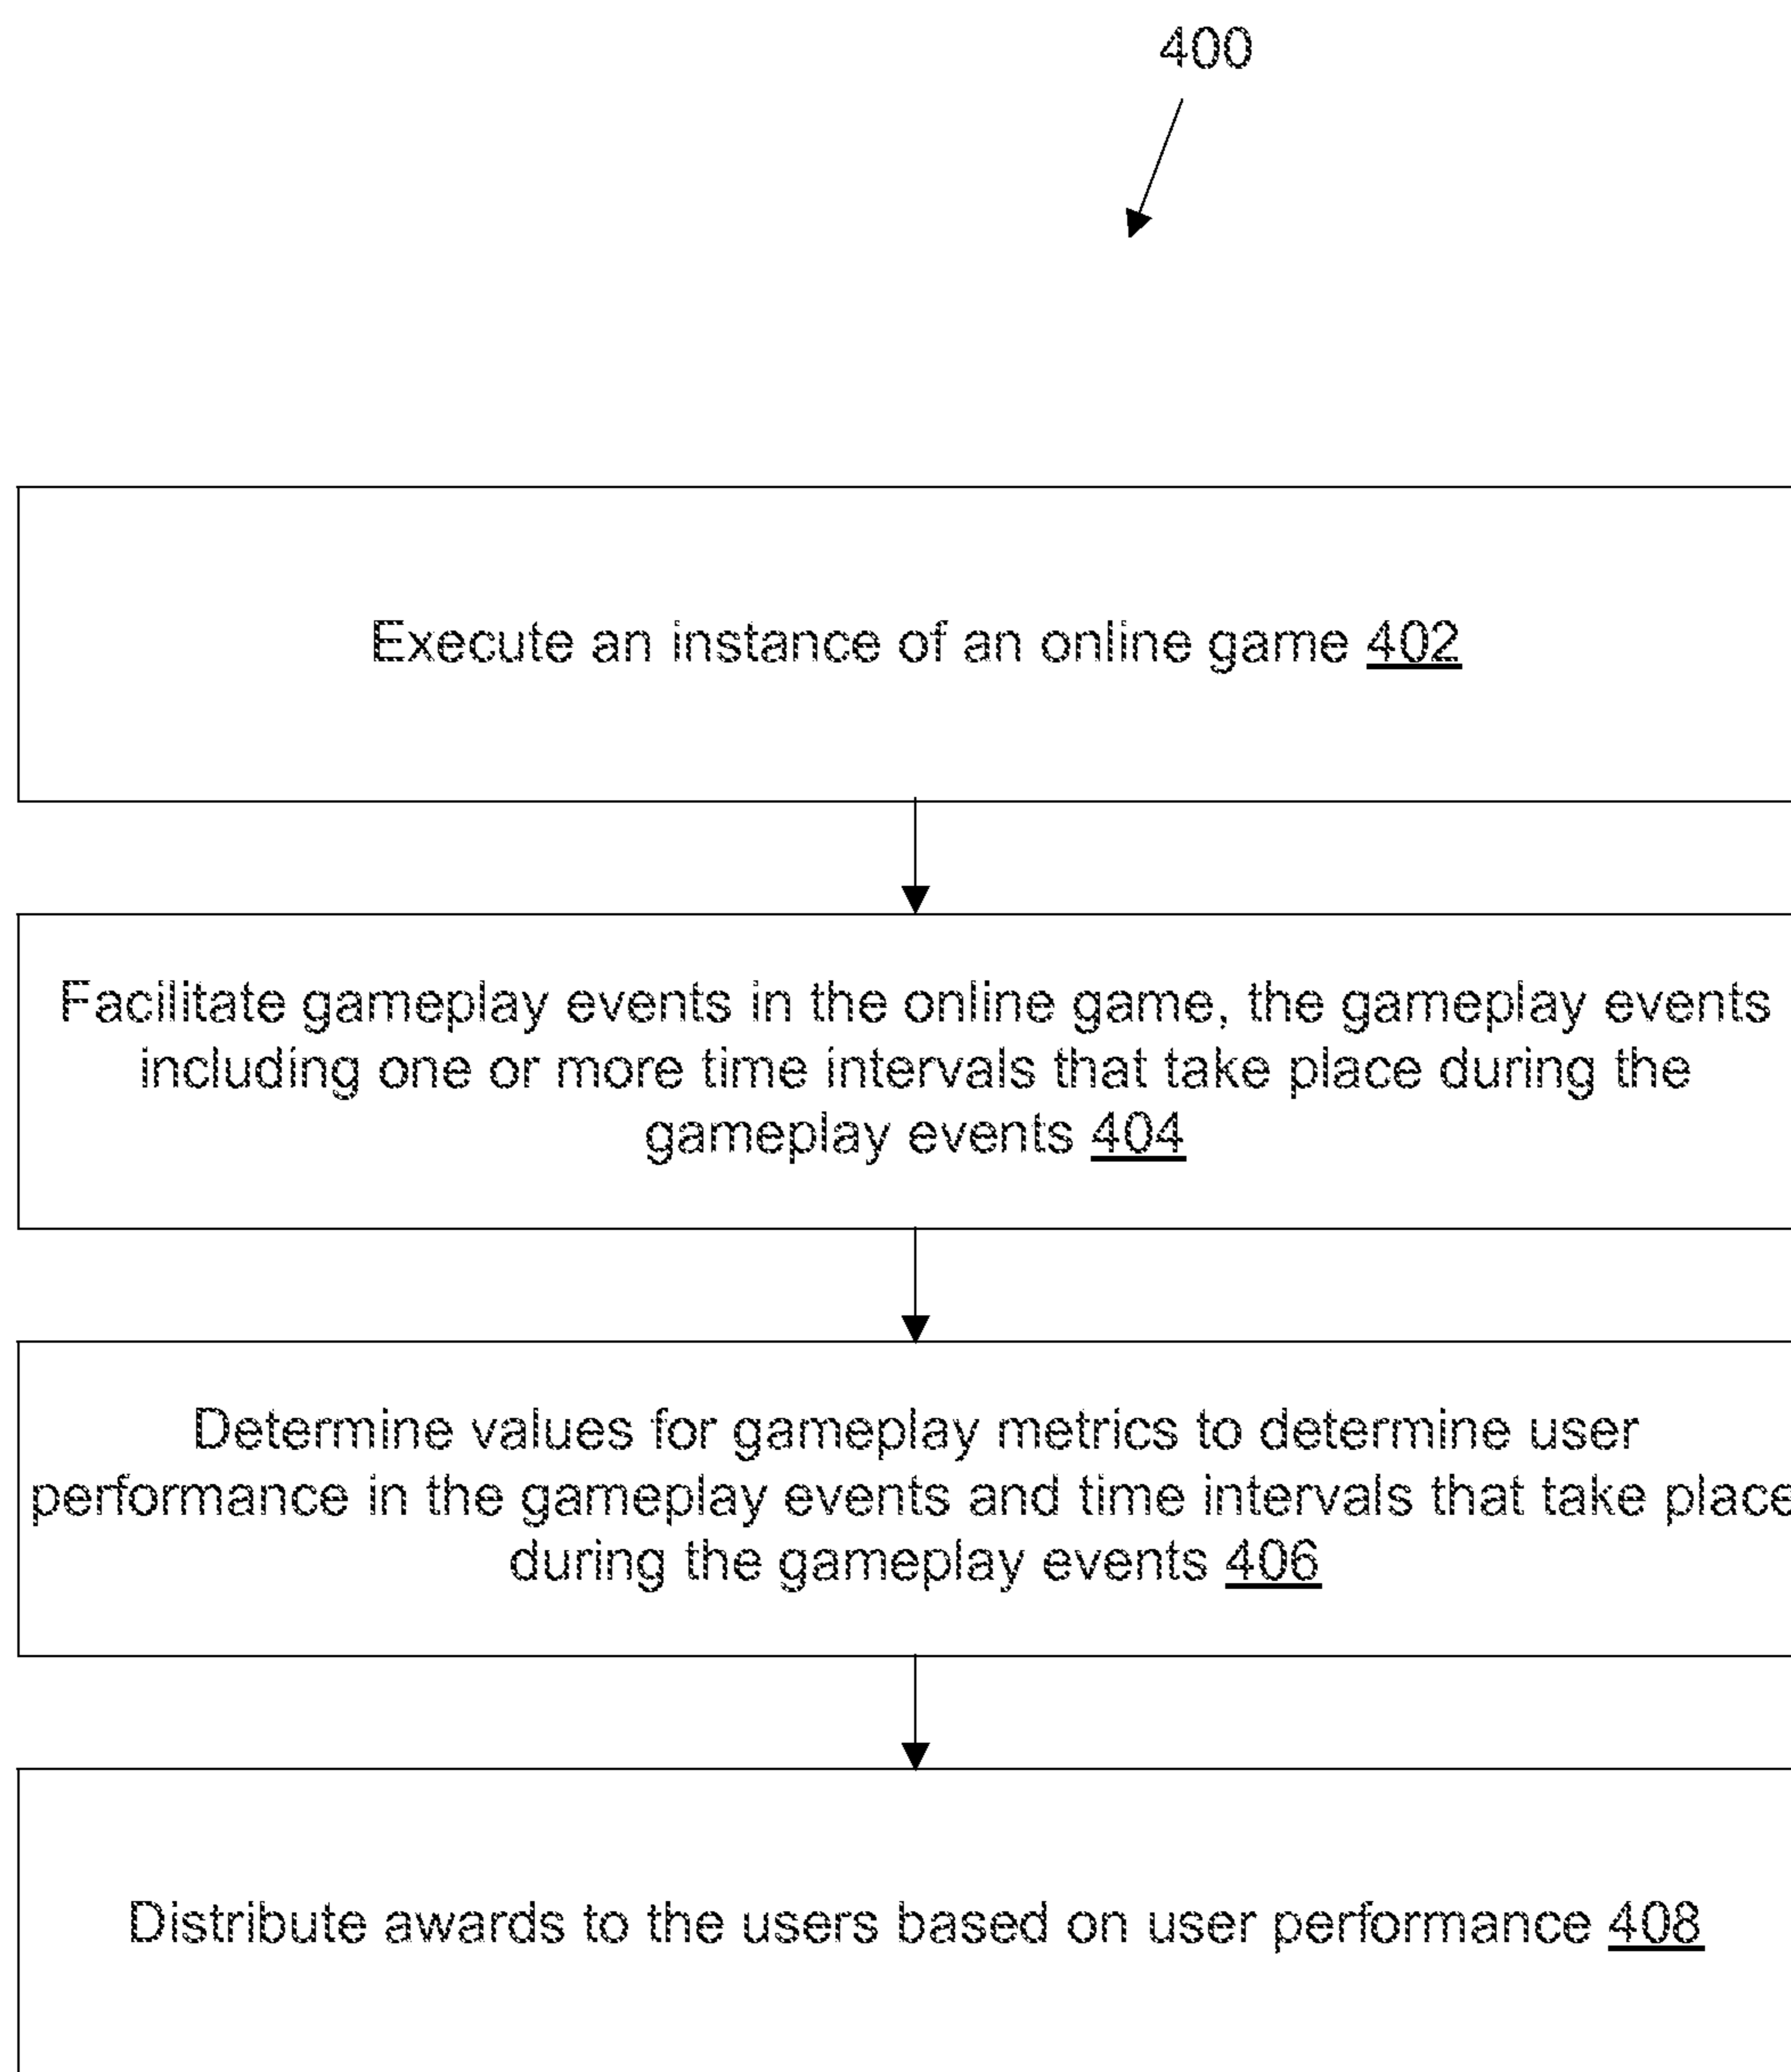 400
Execute an instance of an online game 402
Facilitate gameplay events in the online game, the gameplay events
including one or more time intervals that take place during the
gameplay events 404
Determine values for gameplay metrics to determine user
performance in the gameplay events and time intervals that take place
during the gameplay events 406
Distribute awards to the users based on user performance 408